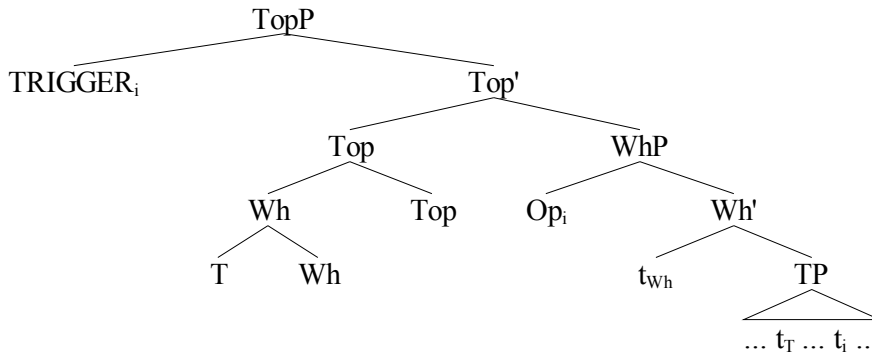 TopP
TRIGGERi Top'
Top WhP
Wh Top Opi Wh'
T Wh tWh TP
... tT ... ti ..